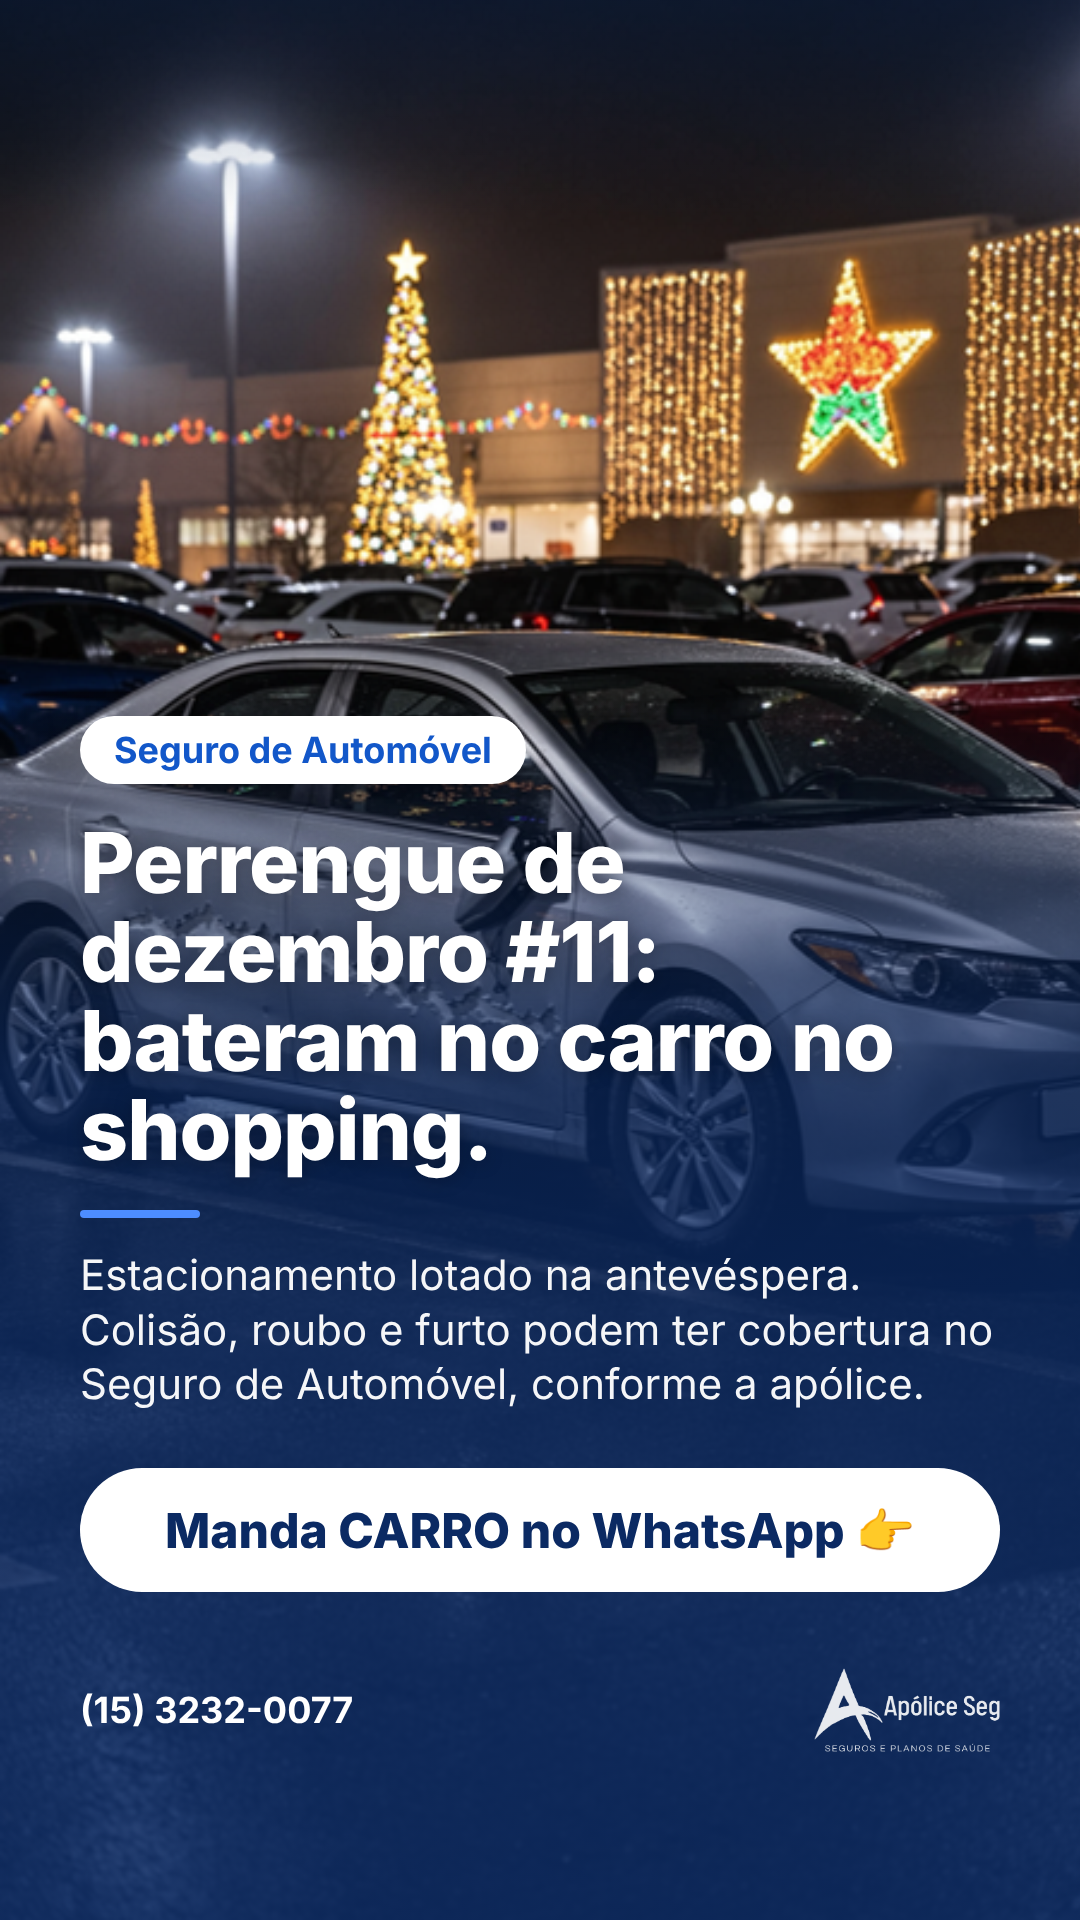 Seguro de Automóvel
Perrengue de
dezembro #11:
bateram no carro no
shopping.
Estacionamento lotado na antevéspera.
Colisão, roubo e furto podem ter cobertura no
Seguro de Automóvel, conforme a apólice.
Manda CARRO no WhatsApp 👉
(15) 3232-0077
Apólice Seg
SEGUROS E PLANOS DE SAÚDE